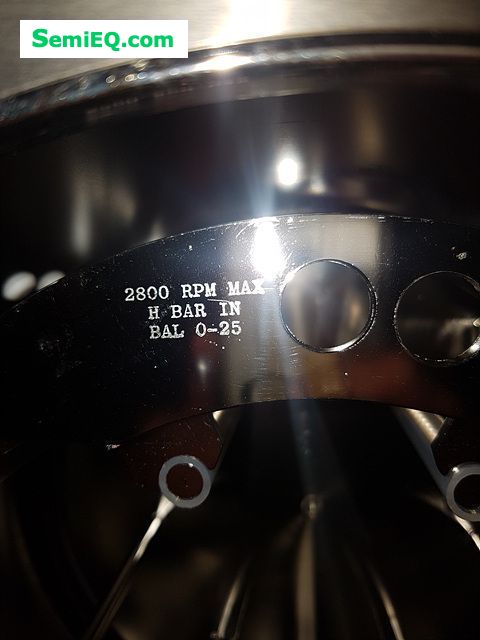 SemiEQ.com
2800 RPM MAX
H BAR IN
BAL 0-25